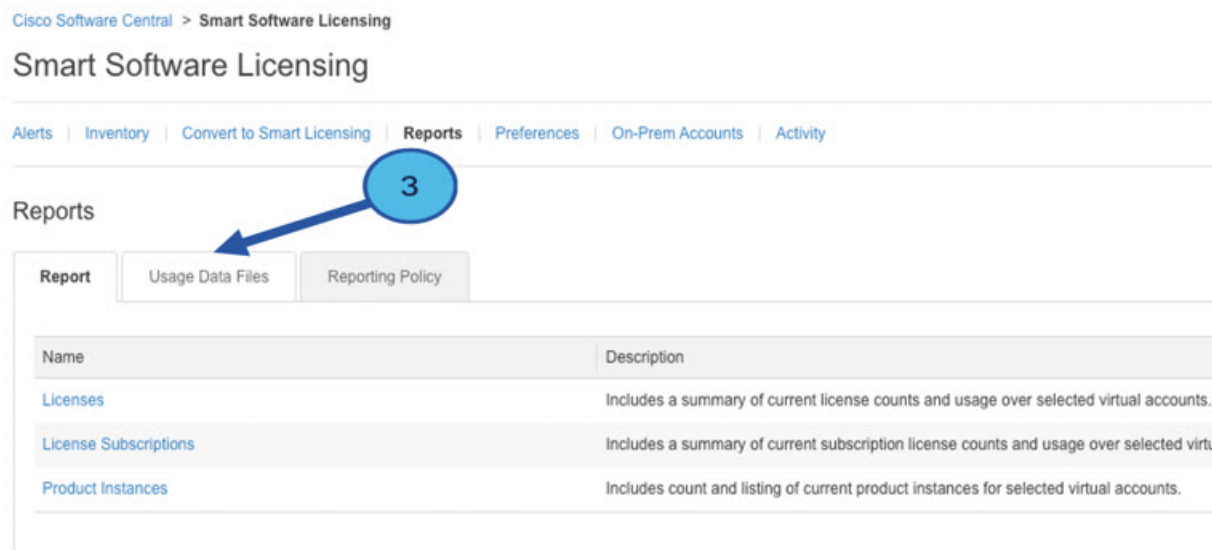 Cisco Software Central > Smart Software Licensing
Smart Software Licensing
Alerts | Inventory | Convert to Smart Licensing | Reports | Preferences | On-Prem Accounts | Activity
3
Reports
Report Usage Data Files Reporting Policy
Name Description
Licenses Includes a summary of current license counts and usage over selected virtual accounts.
License Subscriptions Includes a summary of current subscription license counts and usage over selected virtu
Product Instances Includes count and listing of current product instances for selected virtual accounts.